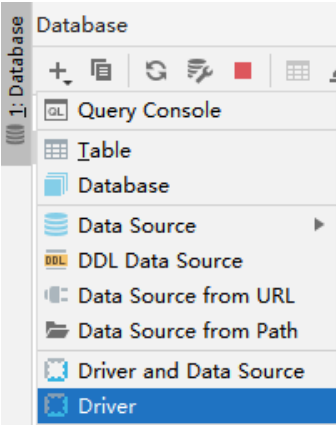 1: Database
Database
QL Query Console
Table
Database
Data Source
DDL DDL Data Source
Data Source from URL
Data Source from Path
Driver and Data Source
Driver